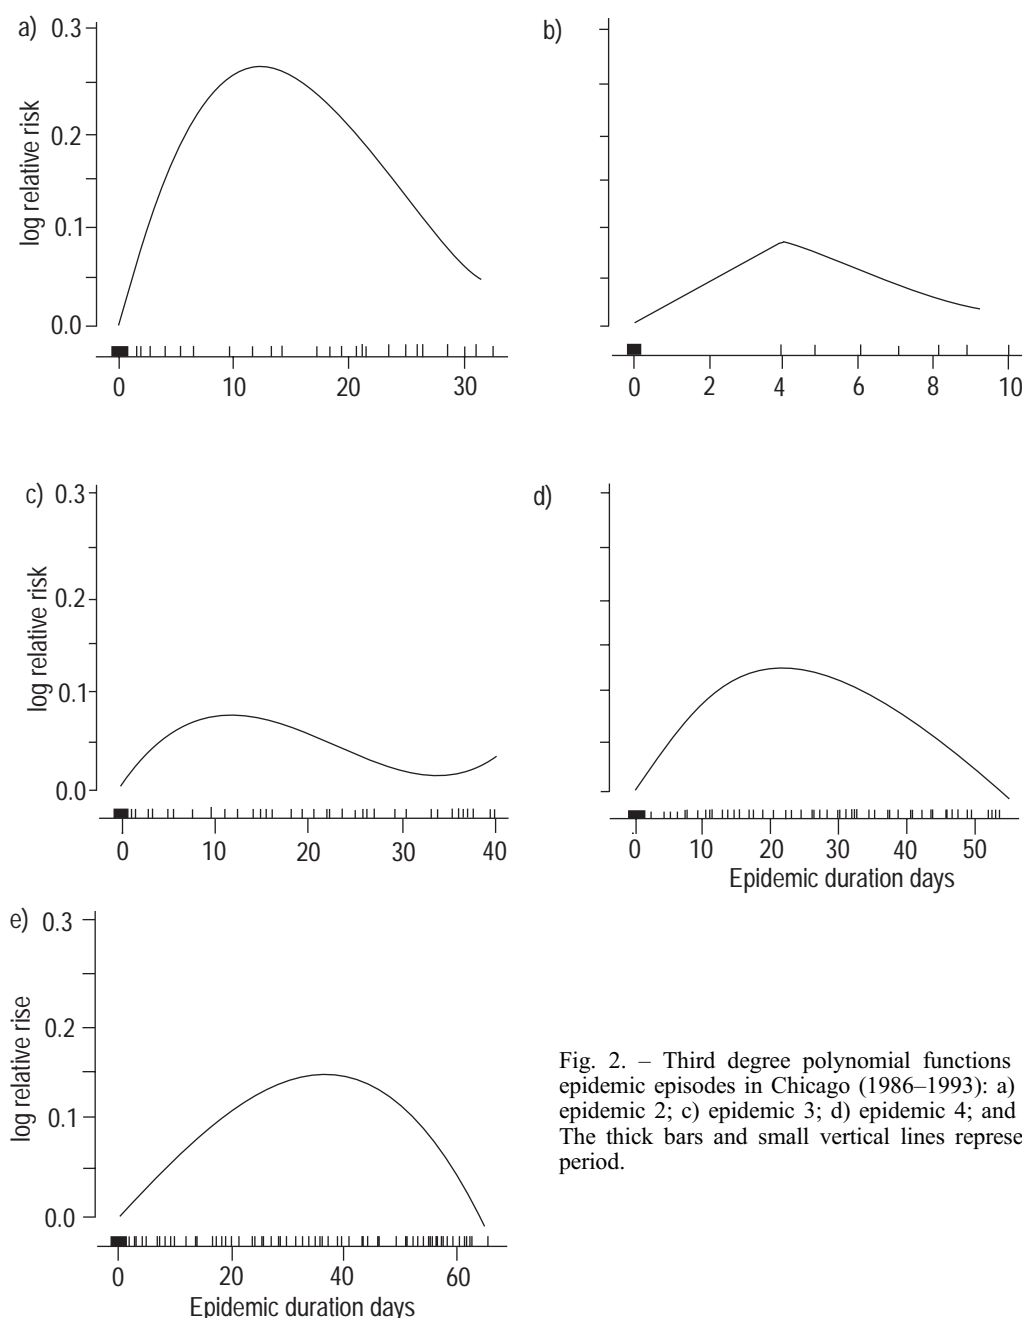 a) 0.3
0.2
0.1
0.0
log relative risk
0 10 20 30
b)
0 2 4 6 8 10
c) 0.3
0.2
0.1
0.0
log relative risk
0 10 20 30 40
d)
0 10 20 30 40 50
Epidemic duration days
e) 0.3
0.2
0.1
0.0
log relative rise
0 20 40 60
Epidemic duration days
Fig. 2. – Third degree polynomial functions
epidemic episodes in Chicago (1986–1993): a)
epidemic 2; c) epidemic 3; d) epidemic 4; and
The thick bars and small vertical lines represe
period.